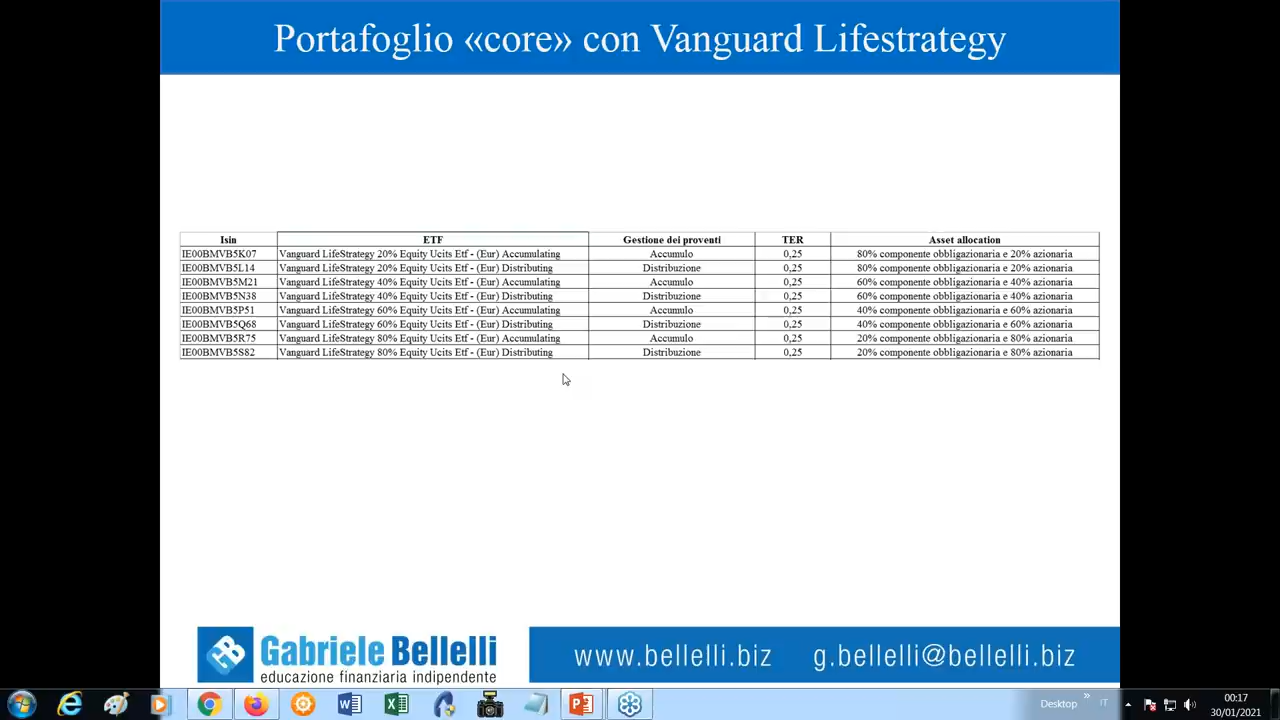 Portafoglio «core» con Vanguard Lifestrategy
Isin ETF Gestione dei proventi TER Asset allocation
IE00BMVB5K07 Vanguard LifeStrategy 20% Equity Ucits Etf - (Eur) Accumulating Accumulo 0,25 80% componente obbligazionaria e 20% azionaria
IE00BMVB5L14 Vanguard LifeStrategy 20% Equity Ucits Etf - (Eur) Distributing Distribuzione 0,25 80% componente obbligazionaria e 20% azionaria
IE00BMVB5M21 Vanguard LifeStrategy 40% Equity Ucits Etf - (Eur) Accumulating Accumulo 0,25 60% componente obbligazionaria e 40% azionaria
IE00BMVB5N38 Vanguard LifeStrategy 40% Equity Ucits Etf - (Eur) Distributing Distribuzione 0,25 60% componente obbligazionaria e 40% azionaria
IE00BMVB5P51 Vanguard LifeStrategy 60% Equity Ucits Etf - (Eur) Accumulating Accumulo 0,25 40% componente obbligazionaria e 60% azionaria
IE00BMVB5Q68 Vanguard LifeStrategy 60% Equity Ucits Etf - (Eur) Distributing Distribuzione 0,25 40% componente obbligazionaria e 60% azionaria
IE00BMVB5R75 Vanguard LifeStrategy 80% Equity Ucits Etf - (Eur) Accumulating Accumulo 0,25 20% componente obbligazionaria e 80% azionaria
IE00BMVB5S82 Vanguard LifeStrategy 80% Equity Ucits Etf - (Eur) Distributing Distribuzione 0,25 20% componente obbligazionaria e 80% azionaria
Gabriele Bellelli
educazione finanziaria indipendente
www.bellelli.biz g.bellelli@bellelli.biz
Desktop » IT 00:17
30/01/2021